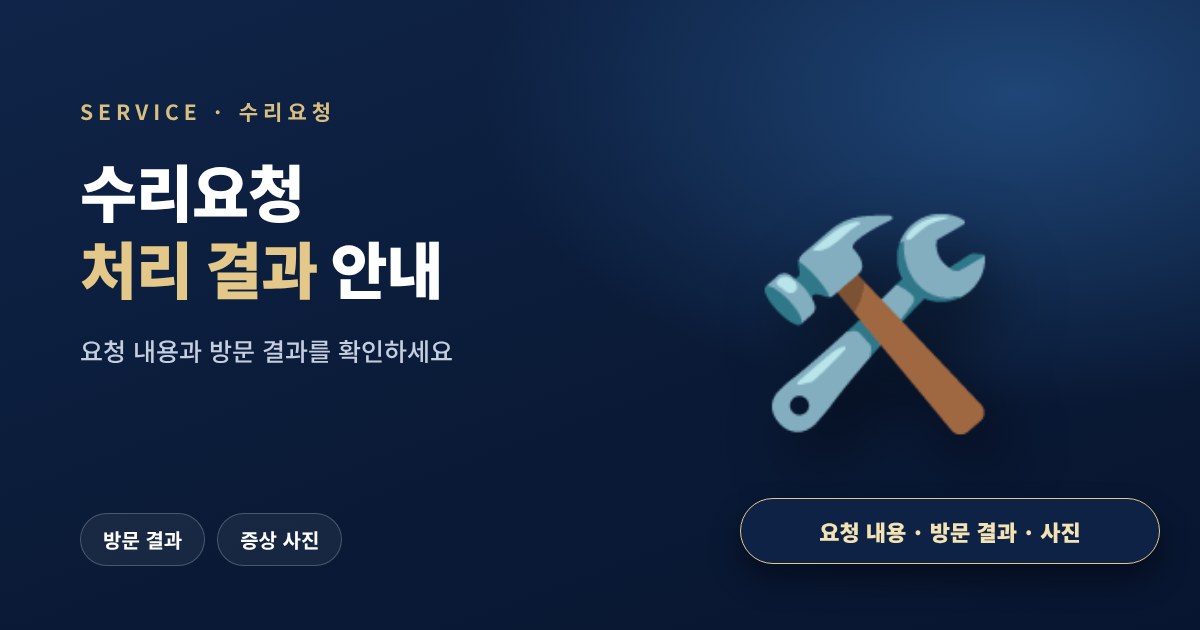 SERVICE · 수리요청
수리요청
처리 결과 안내
요청 내용과 방문 결과를 확인하세요
방문 결과
증상 사진
요청 내용 · 방문 결과 · 사진